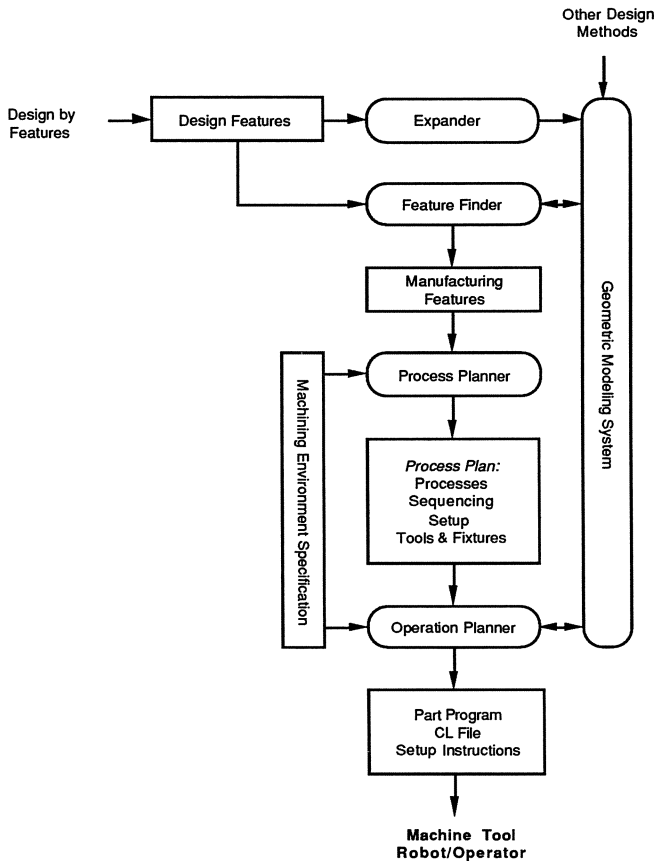 Other Design
Methods
Design by
Features
Design Features
Expander
Feature Finder
Manufacturing
Features
Geometric Modeling System
Process Planner
Machining Environment Specification
Process Plan:
Processes
Sequencing
Setup
Tools & Fixtures
Operation Planner
Part Program
CL File
Setup Instructions
Machine Tool
Robot/Operator